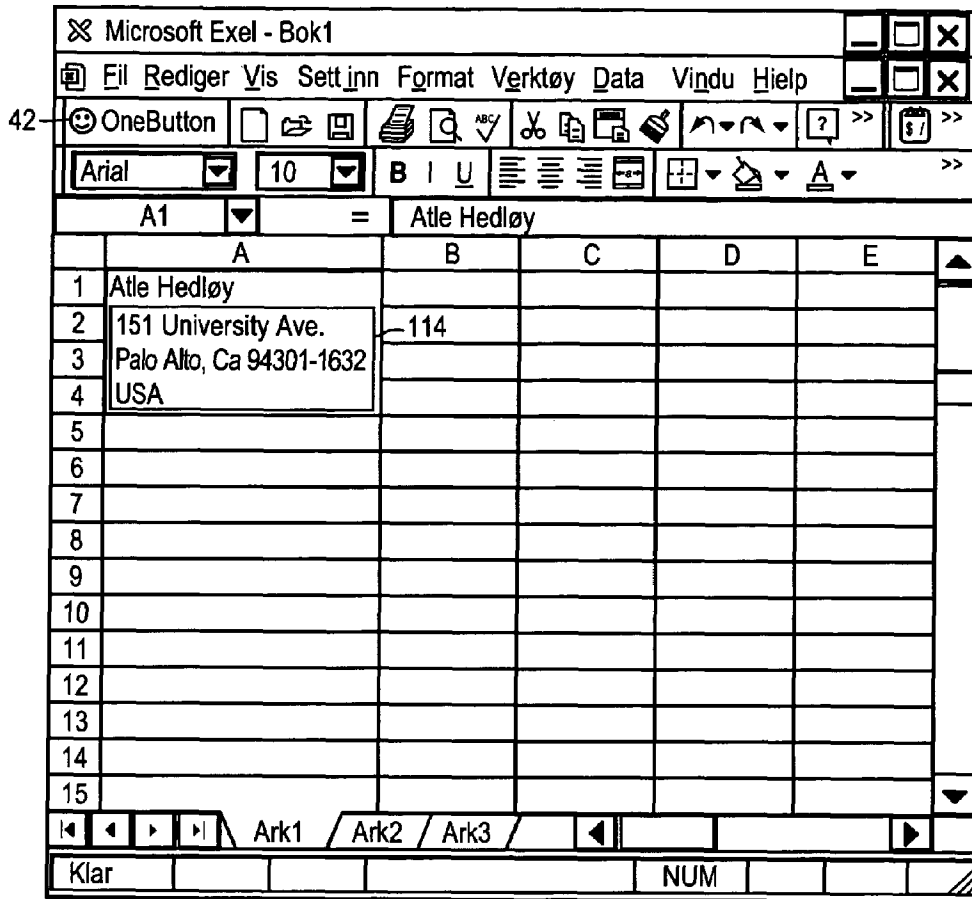 Microsoft Exel - Bok1
Fil Rediger Vis Sett inn Format Verktøy Data Vindu Hielp
42 OneButton ABC ? >> $ / >>
Arial 10 B I U a A >>
A1 = Atle Hedløy
A B C D E
1 Atle Hedløy
2 151 University Ave. 114
3 Palo Alto, Ca 94301-1632
4 USA
5
6
7
8
9
10
11
12
13
14
15
Ark1 Ark2 Ark3
Klar NUM